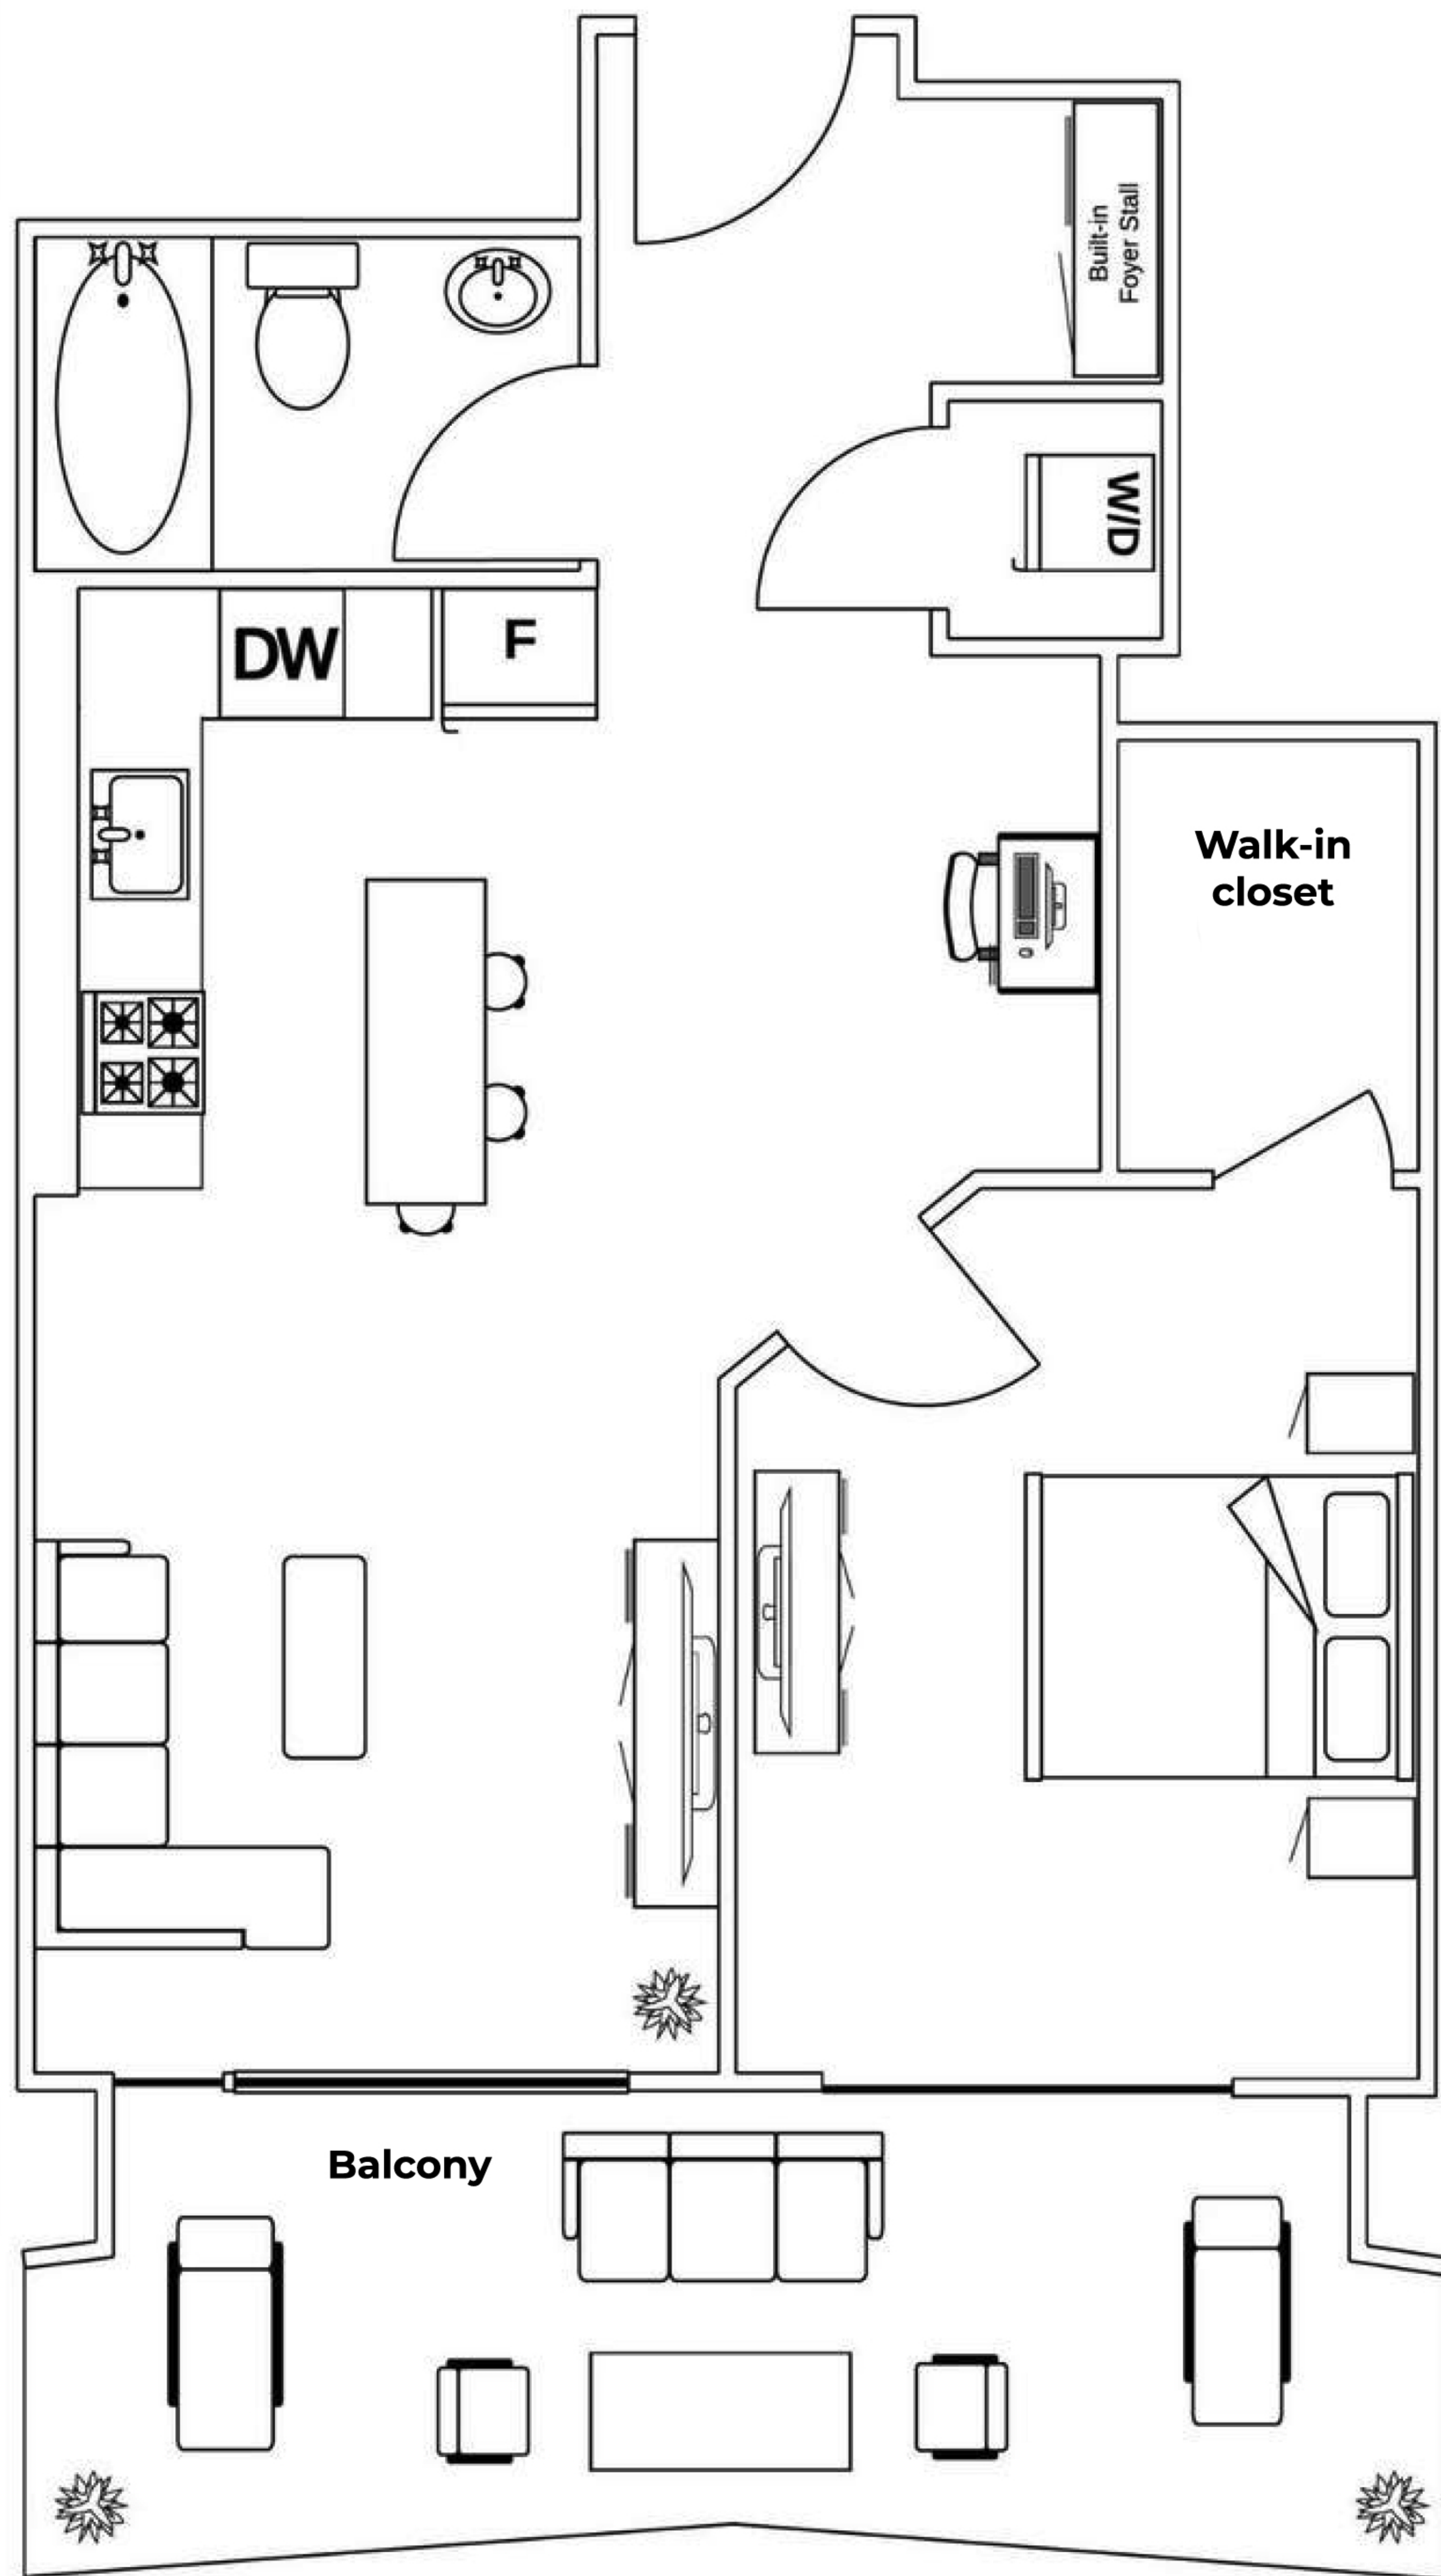 Built-in
Foyer Stall
W/D
DW
F
Walk-in
closet
Balcony